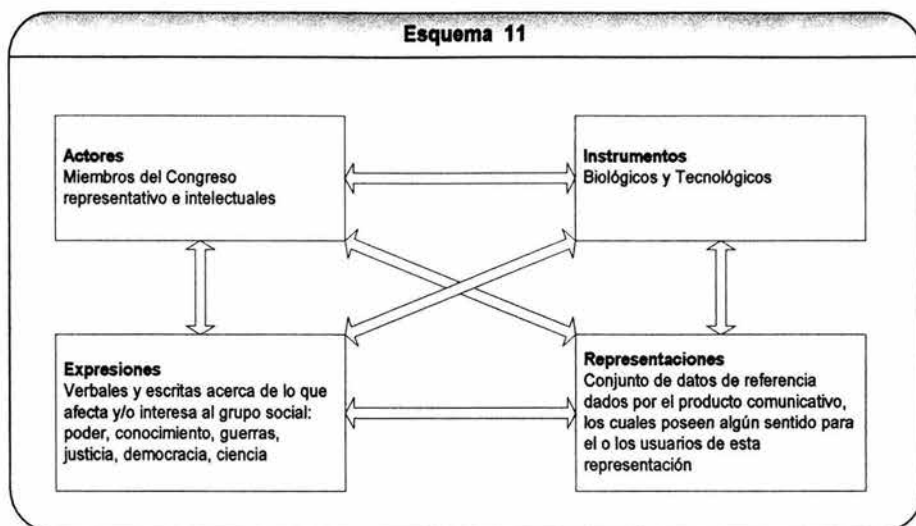 Esquema 11
Actores
Miembros del Congreso
representativo e intelectuales
Instrumentos
Biológicos y Tecnológicos
Expresiones
Verbales y escritas acerca de lo que
afecta y/o interesa al grupo social:
poder, conocimiento, guerras,
justicia, democracia, ciencia
Representaciones
Conjunto de datos de referencia
dados por el producto comunicativo,
los cuales poseen algún sentido para
el o los usuarios de esta
representación